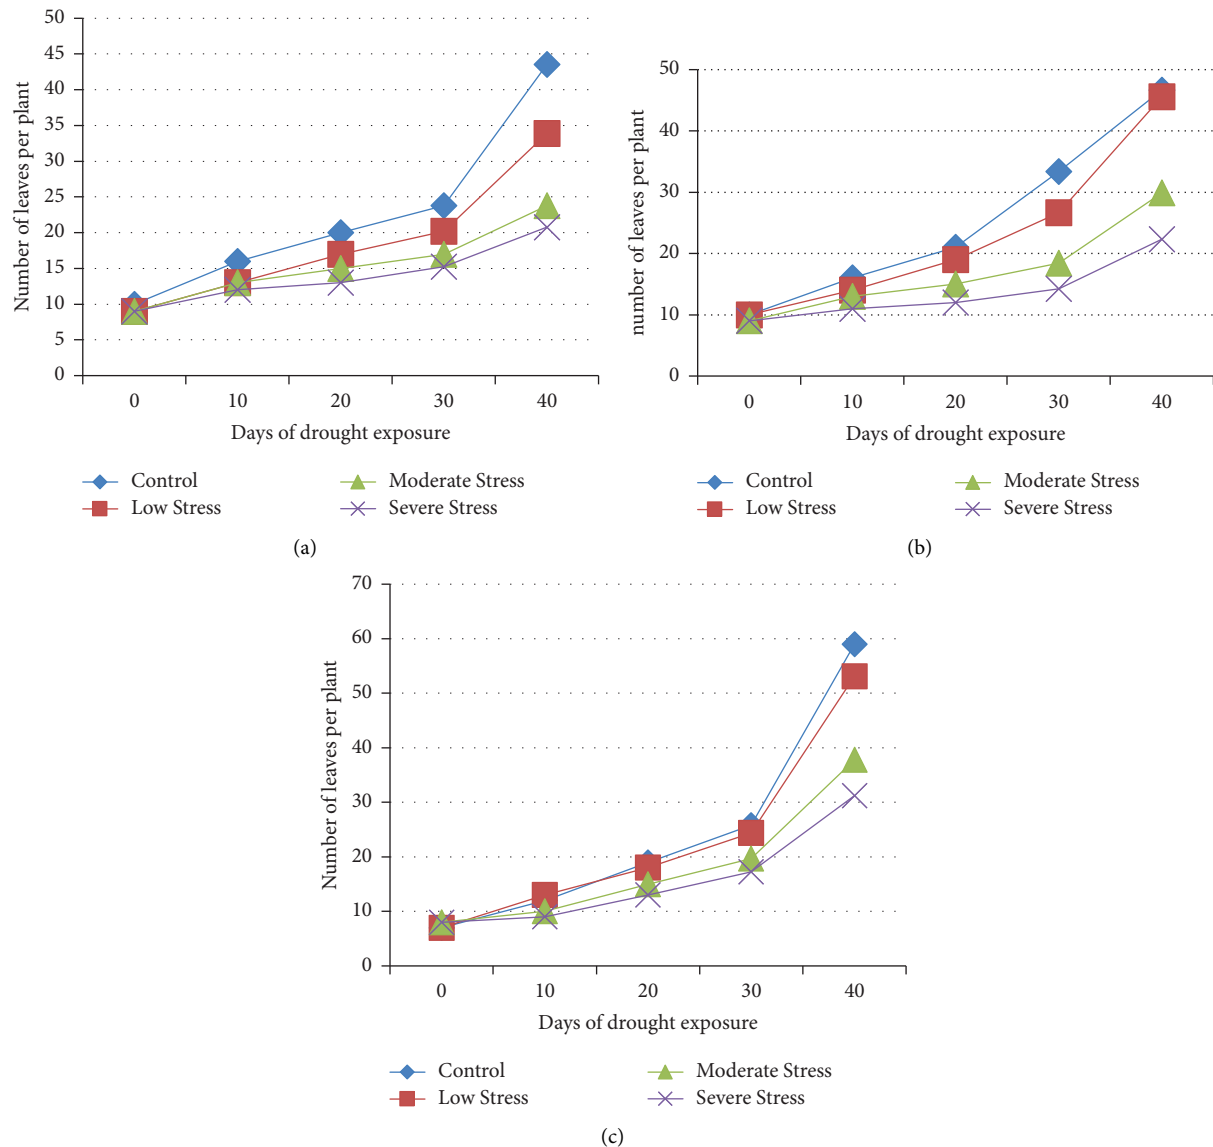 Number of leaves per plant
50
45
40
35
30
25
20
15
10
5
0
0 10 20 30 40
Days of drought exposure
Control
Moderate Stress
Low Stress
Severe Stress
(a)
number of leaves per plant
50
40
30
20
10
0
0 10 20 30 40
Days of drought exposure
Control
Moderate Stress
Low Stress
Severe Stress
(b)
Number of leaves per plant
70
60
50
40
30
20
10
0
0 10 20 30 40
Days of drought exposure
Control
Moderate Stress
Low Stress
Severe Stress
(c)